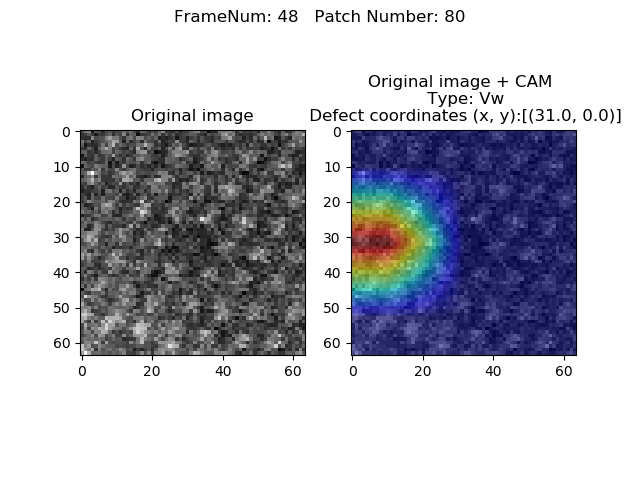 FrameNum: 48   Patch Number: 80
Original image
Original image + CAM
Type: Vw
Defect coordinates (x, y):[(31.0, 0.0)]
0
10
20
30
40
50
60
0 20 40 60
0
10
20
30
40
50
60
0 20 40 60